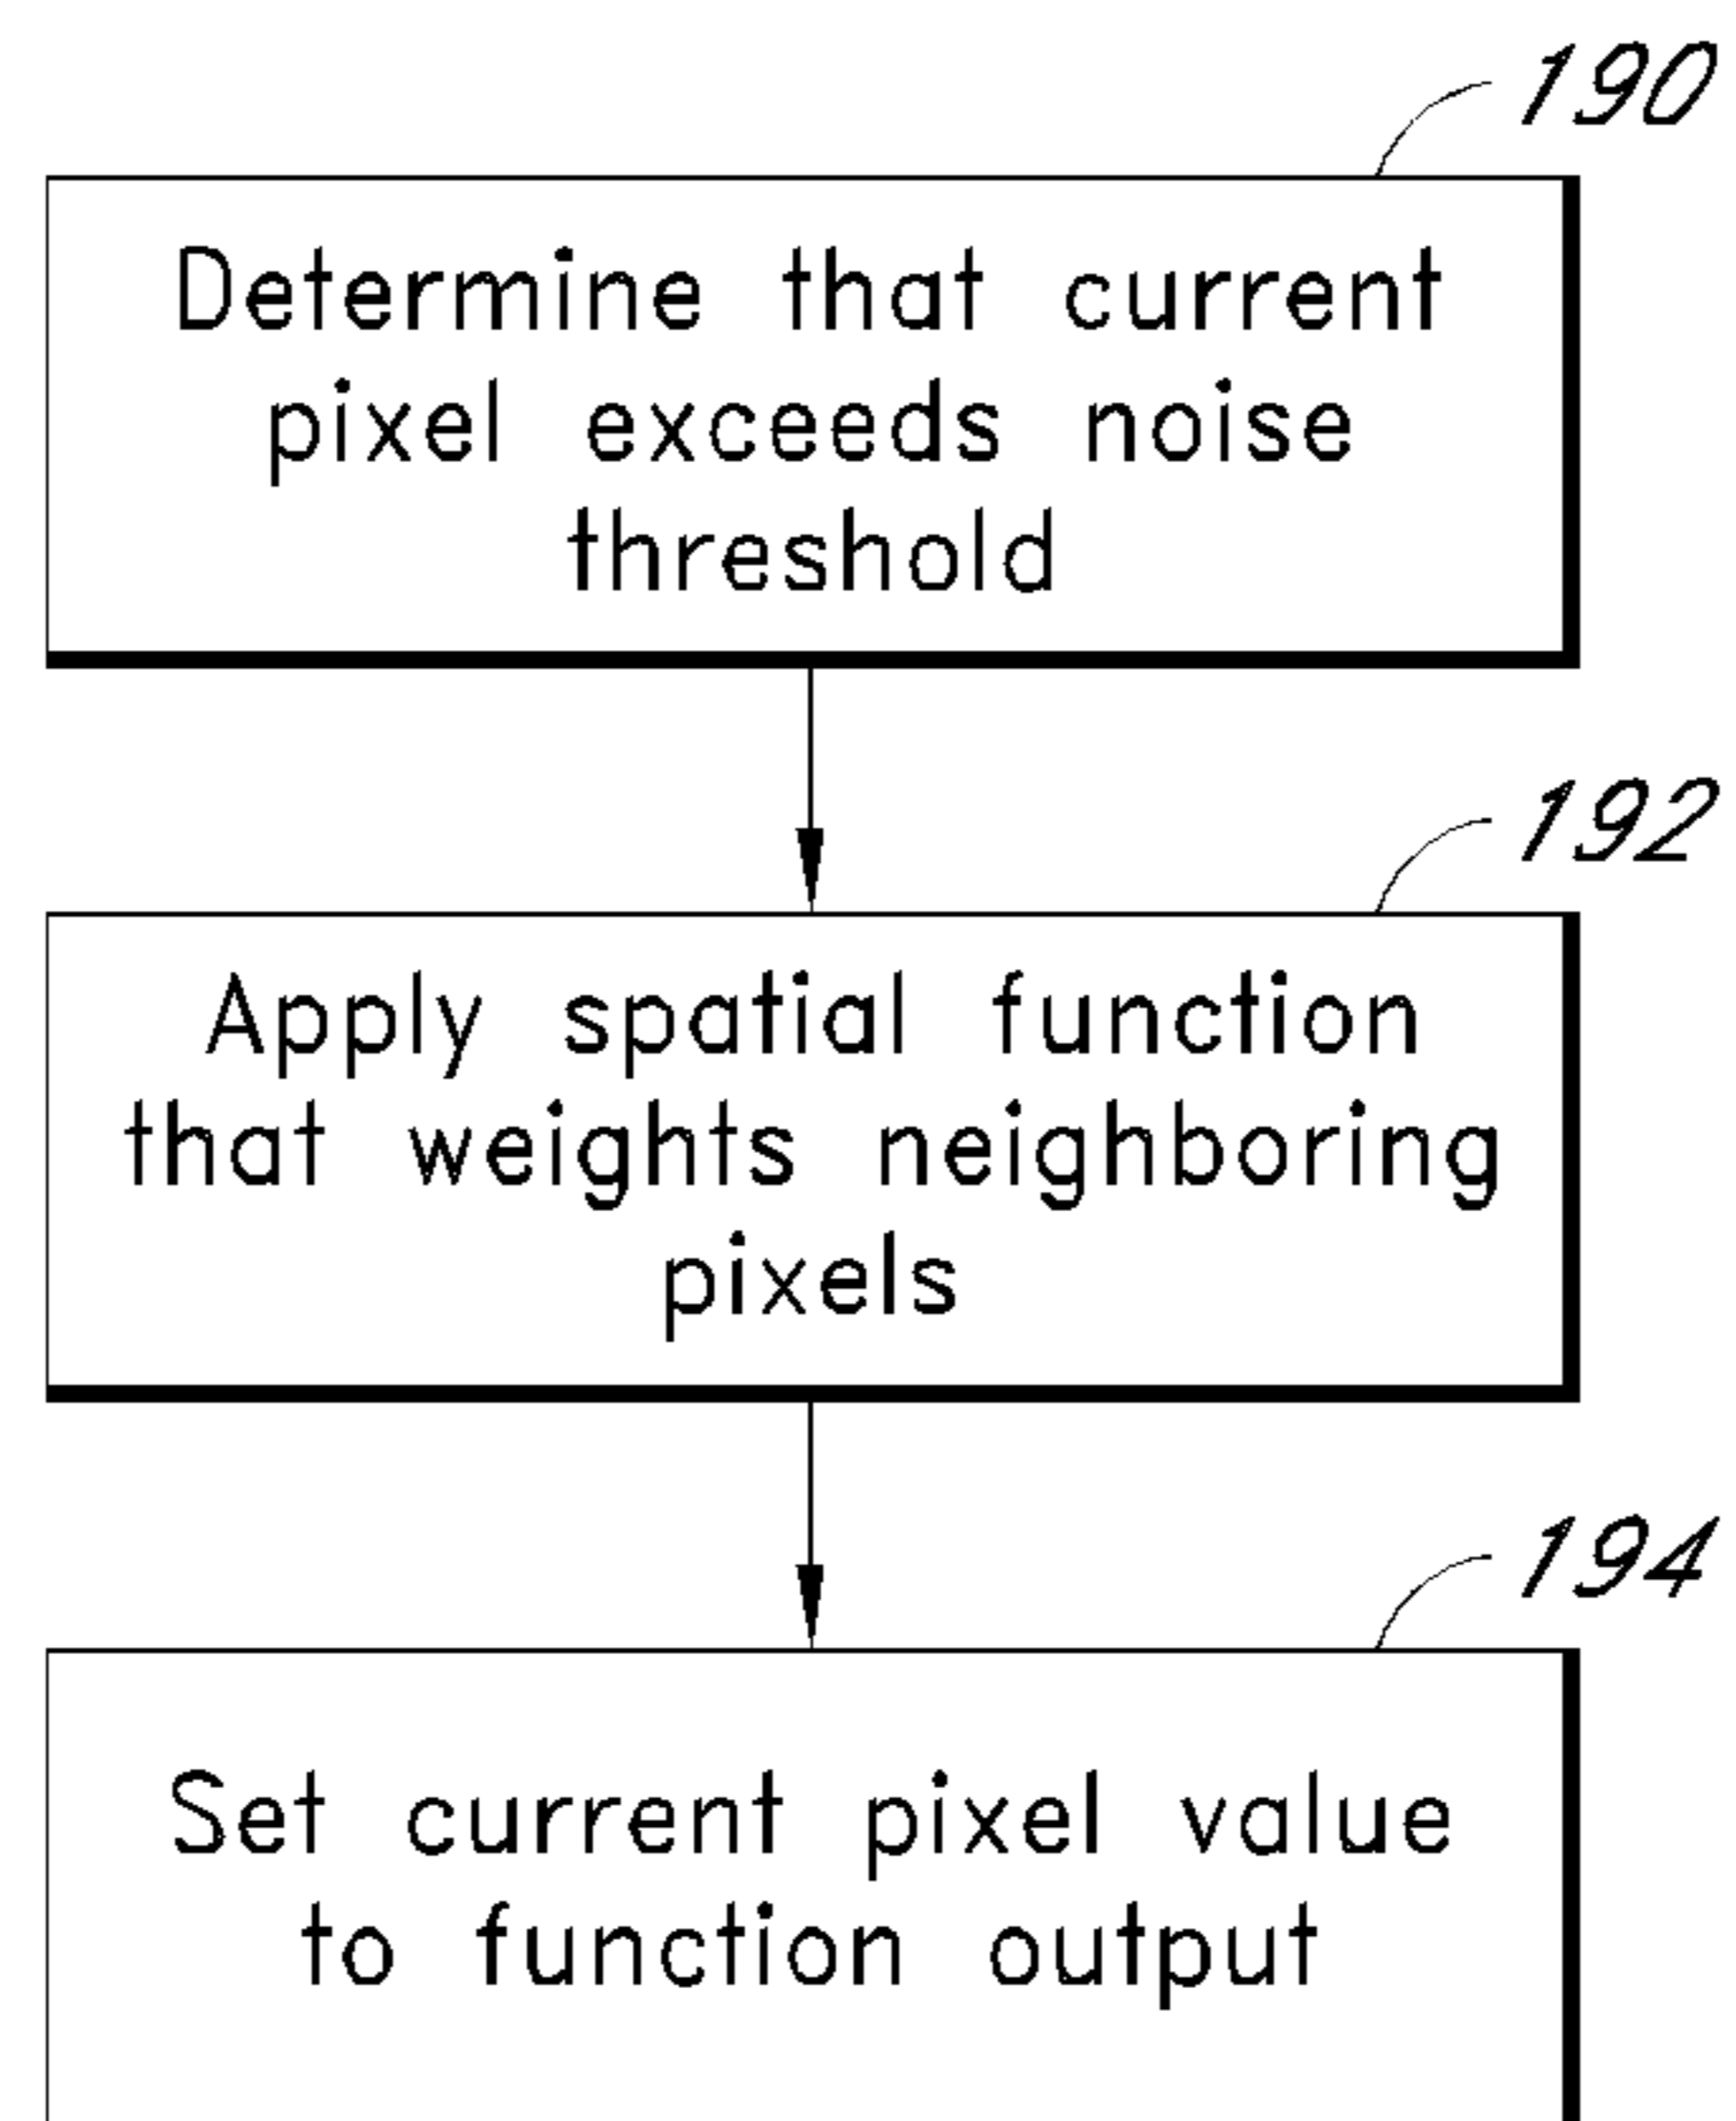 190
Determine that current
pixel exceeds noise
threshold
192
Apply spatial function
that weights neighboring
pixels
194
Set current pixel value
to function output